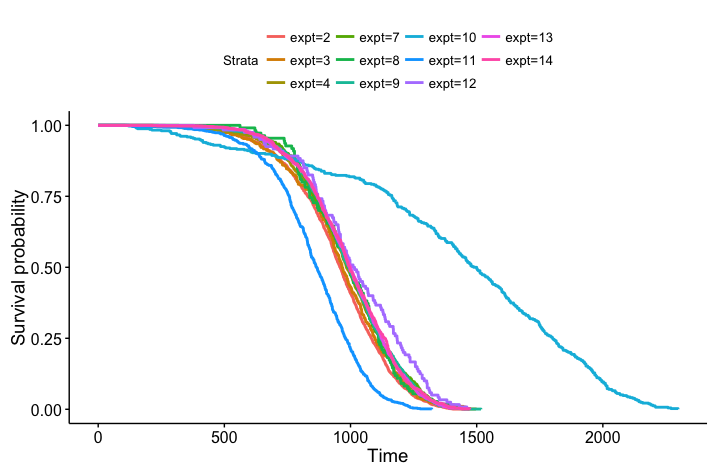 expt=2 expt=7 expt=10 expt=13
Strata expt=3 expt=8 expt=11 expt=14
expt=4 expt=9 expt=12
1.00
0.75
0.50
0.25
0.00
Survival probability
0 500 1000 1500 2000
Time